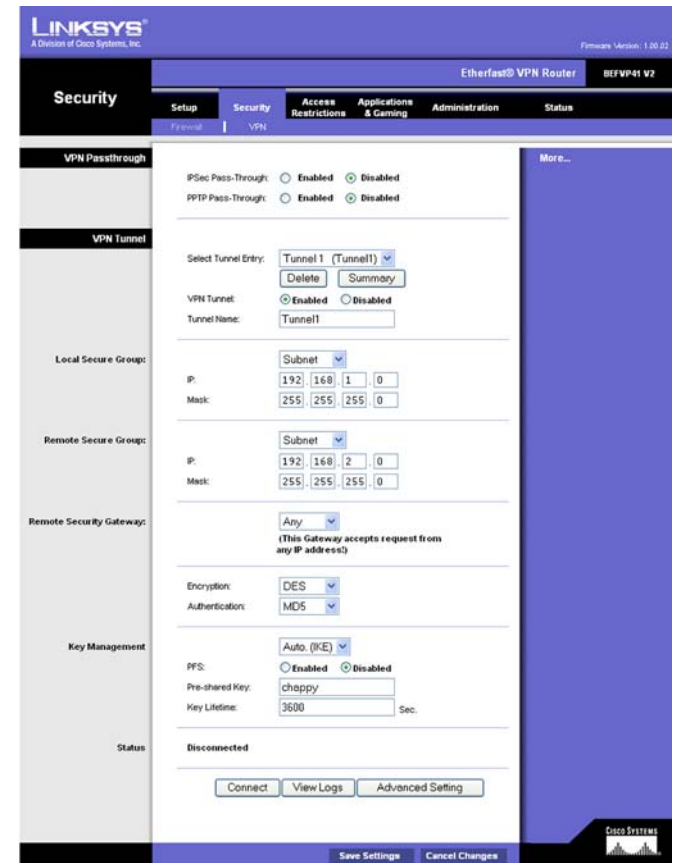 LINKSYS®
A Division of Cisco Systems, Inc.
Firmware Version: 1.00.02
Etherfast® VPN Router BEFVP41 V2
Security
Setup Security Access Restrictions Applications & Gaming Administration Status
Firewall | VPN
VPN Passthrough
More...
IPSec Pass-Through: Enabled Disabled
PPTP Pass-Through: Enabled Disabled
VPN Tunnel
Select Tunnel Entry: Tunnel 1 (Tunnel1)
Delete Summary
VPN Tunnel: Enabled Disabled
Tunnel Name: Tunnel1
Local Secure Group: Subnet
IP: 192 . 168 . 1 . 0
Mask: 255 . 255 . 255 . 0
Remote Secure Group: Subnet
IP: 192 . 168 . 2 . 0
Mask: 255 . 255 . 255 . 0
Remote Security Gateway: Any
(This Gateway accepts request from
any IP address!)
Encryption: DES
Authentication: MD5
Key Management Auto. (IKE)
PFS: Enabled Disabled
Pre-shared Key: chappy
Key Lifetime: 3600 Sec.
Status Disconnected
Connect View Logs Advanced Setting
Save Settings Cancel Changes
CISCO SYSTEMS